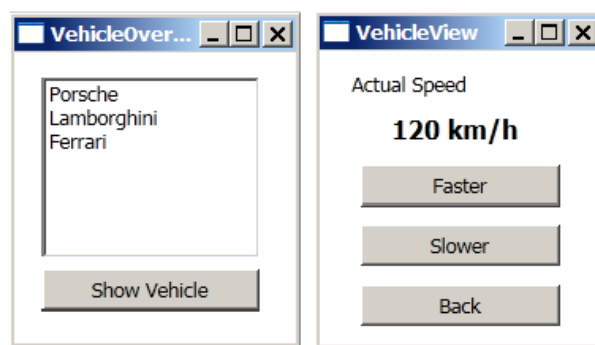 VehicleOver...
Porsche
Lamborghini
Ferrari
Show Vehicle
VehicleView
Actual Speed
120 km/h
Faster
Slower
Back